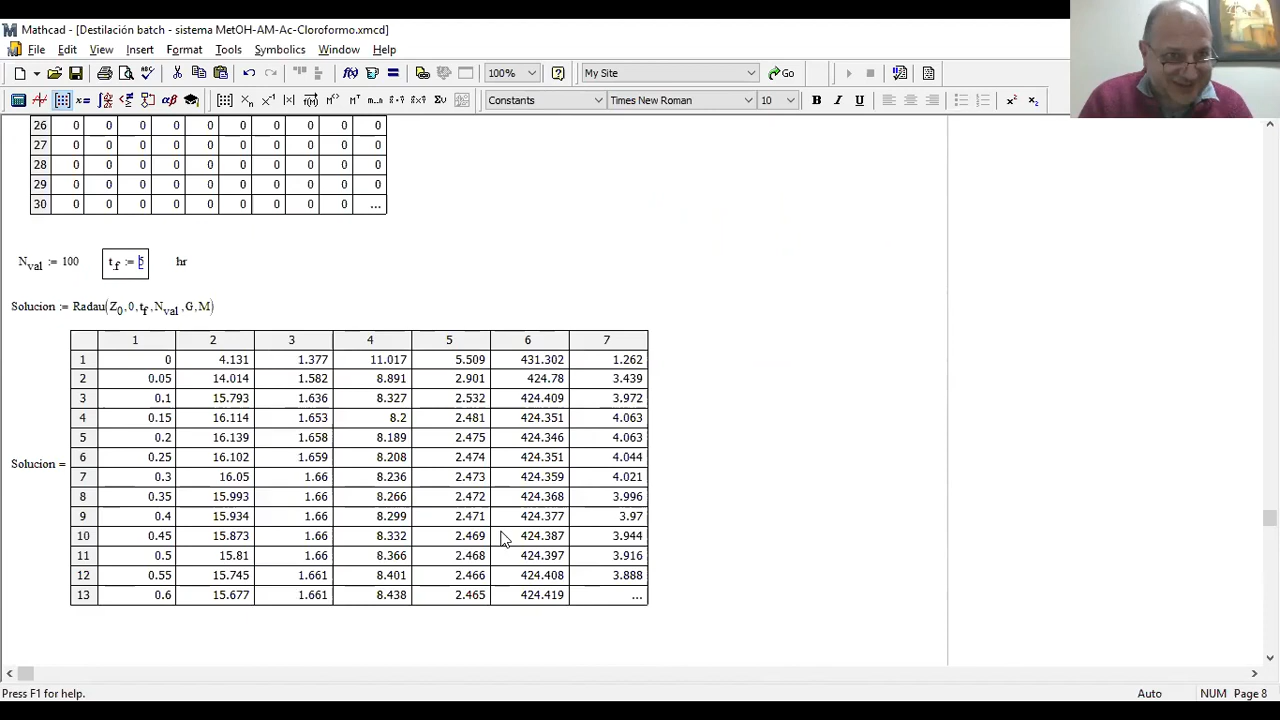 Mathcad - [Destilación batch - sistema MetOH-AM-Ac-Cloroformo.xmcd]
File Edit View Insert Format Tools Symbolics Window Help
100% My Site Go
Constants Times New Roman 10 B I U
26 0 0 0 0 0 0 0 0 0 0
27 0 0 0 0 0 0 0 0 0 0
28 0 0 0 0 0 0 0 0 0 0
29 0 0 0 0 0 0 0 0 0 0
30 0 0 0 0 0 0 0 0 0 ...
Nval := 100 t.f := 5 hr
Solucion := Radau(Z0,0,tf,Nval,G,M)
1 2 3 4 5 6 7
1 0 4.131 1.377 11.017 5.509 431.302 1.262
2 0.05 14.014 1.582 8.891 2.901 424.78 3.439
3 0.1 15.793 1.636 8.327 2.532 424.409 3.972
4 0.15 16.114 1.653 8.2 2.481 424.351 4.063
5 0.2 16.139 1.658 8.189 2.475 424.346 4.063
6 0.25 16.102 1.659 8.208 2.474 424.351 4.044
Solucion =
7 0.3 16.05 1.66 8.236 2.473 424.359 4.021
8 0.35 15.993 1.66 8.266 2.472 424.368 3.996
9 0.4 15.934 1.66 8.299 2.471 424.377 3.97
10 0.45 15.873 1.66 8.332 2.469 424.387 3.944
11 0.5 15.81 1.66 8.366 2.468 424.397 3.916
12 0.55 15.745 1.661 8.401 2.466 424.408 3.888
13 0.6 15.677 1.661 8.438 2.465 424.419 ...
Press F1 for help. Auto NUM Page 8